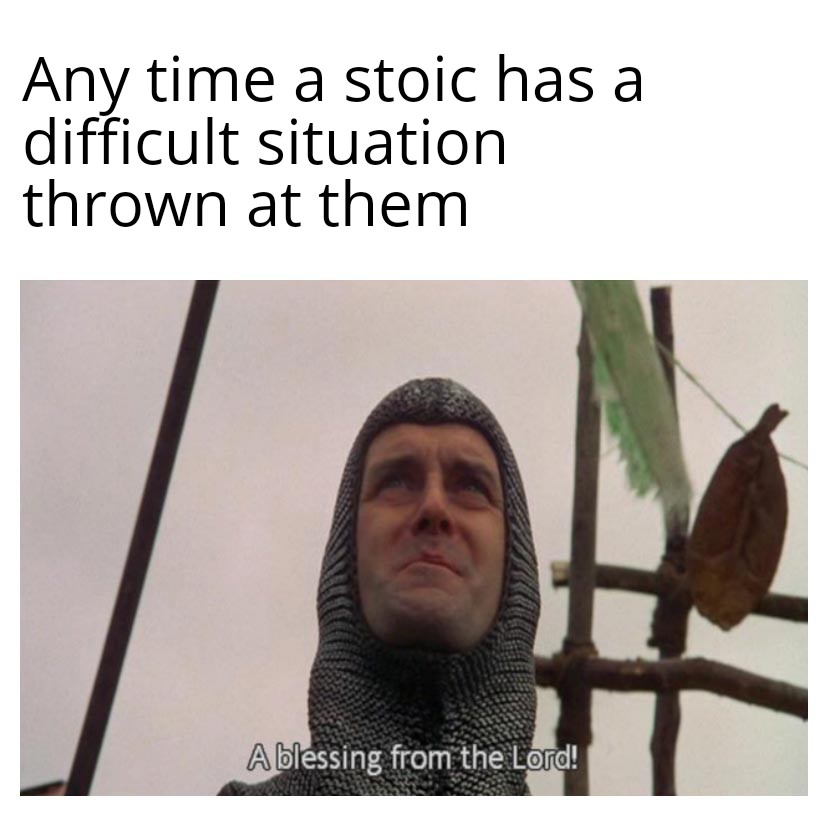 Any time a stoic has a
difficult situation
thrown at them
A blessing from the Lord!